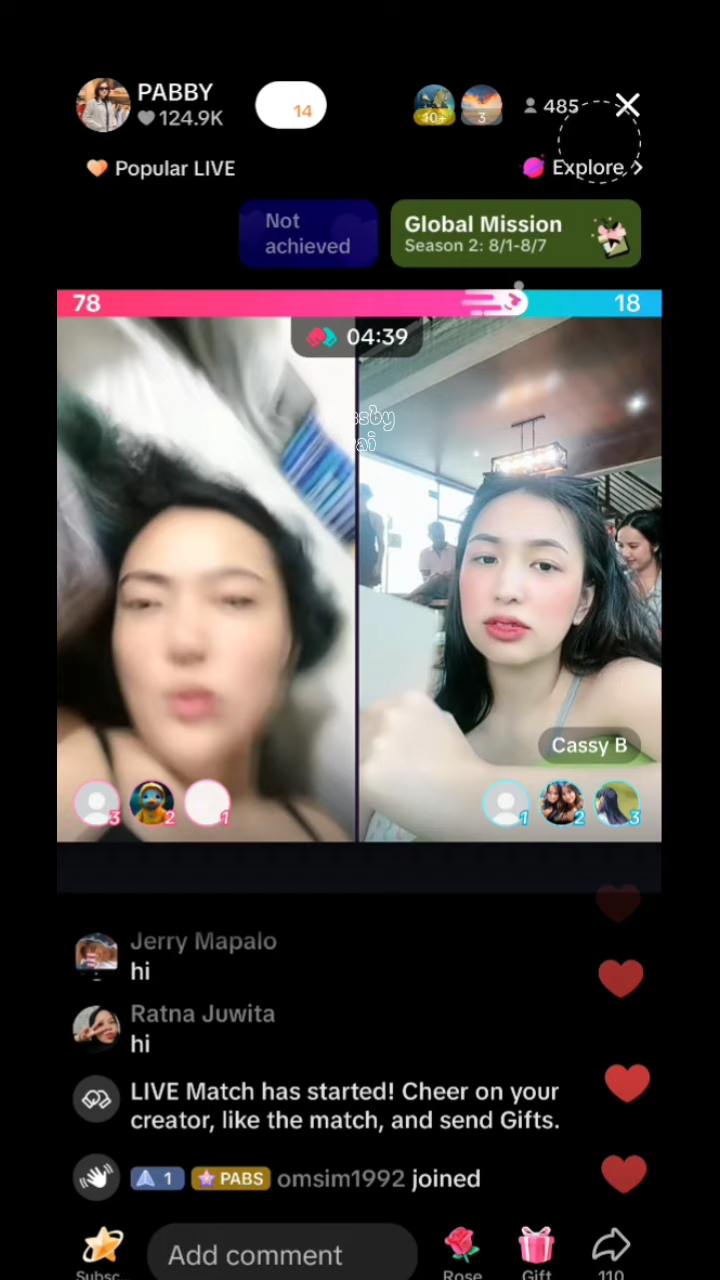 PABBY
124.9K
14
10+
3
485
Popular LIVE
Explore
Not
achieved
Global Mission
Season 2: 8/1-8/7
78
18
04:39
Cassy B
3
2
1
1
2
3
Jerry Mapalo
hi
Ratna Juwita
hi
LIVE Match has started! Cheer on your
creator, like the match, and send Gifts.
1 PABS omsim1992 joined
Add comment
Subsc...
Rose
Gift
110